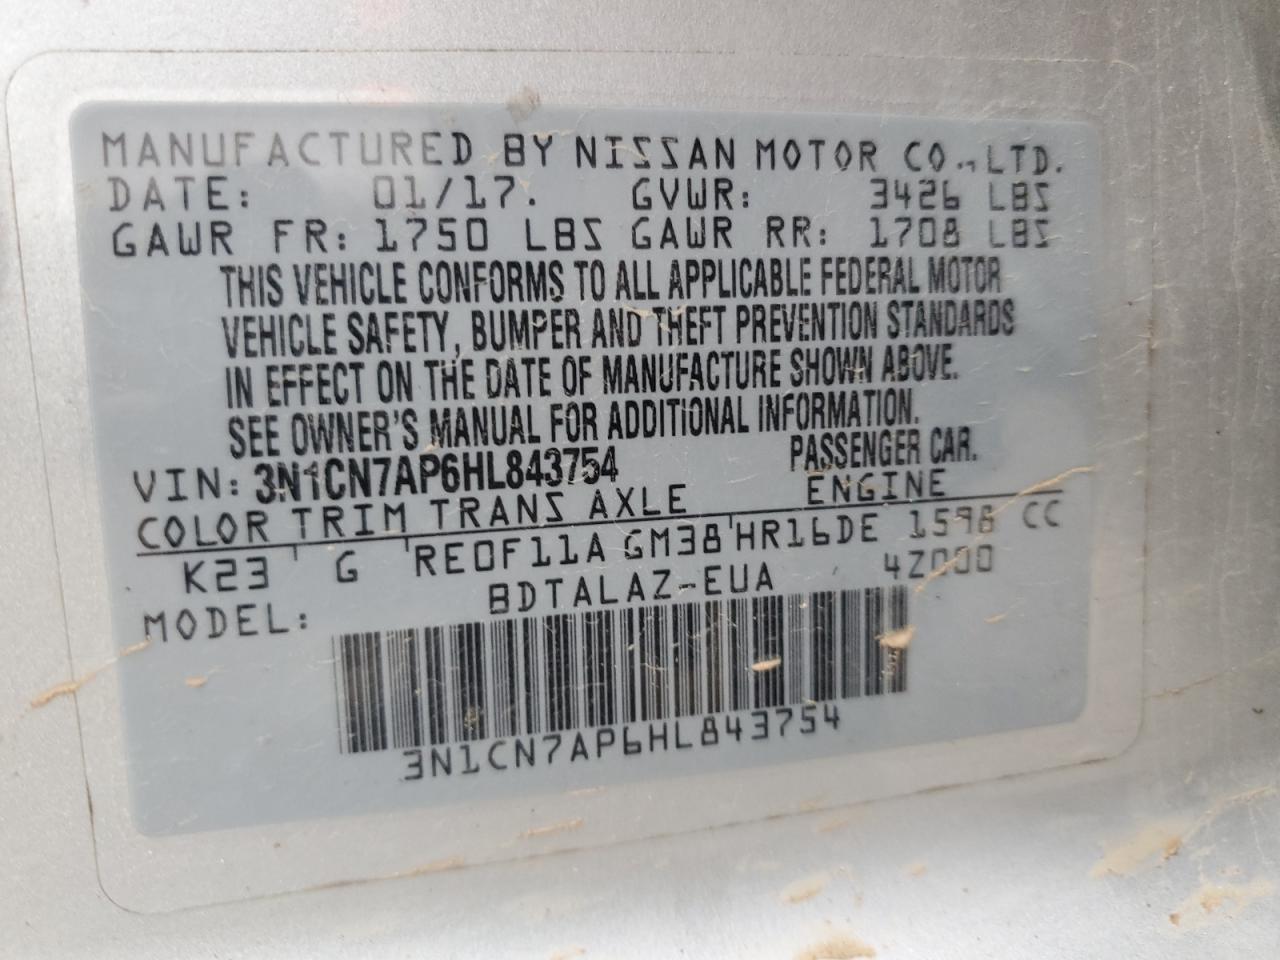 MANUFACTURED BY NISSAN MOTOR CO., LTD.
DATE: 01/17. GVWR: 3426 LBS
GAWR FR: 1750 LBS GAWR RR: 1708 LBS
THIS VEHICLE CONFORMS TO ALL APPLICABLE FEDERAL MOTOR
VEHICLE SAFETY, BUMPER AND THEFT PREVENTION STANDARDS
IN EFFECT ON THE DATE OF MANUFACTURE SHOWN ABOVE.
SEE OWNER'S MANUAL FOR ADDITIONAL INFORMATION.
VIN: 3N1CN7AP6HL843754 PASSENGER CAR.
COLOR TRIM TRANS AXLE ENGINE
K23 G RE0F11A GM38 HR16DE 1598 CC
MODEL: BDTALAZ-EUA 4Z000
3N1CN7AP6HL843754